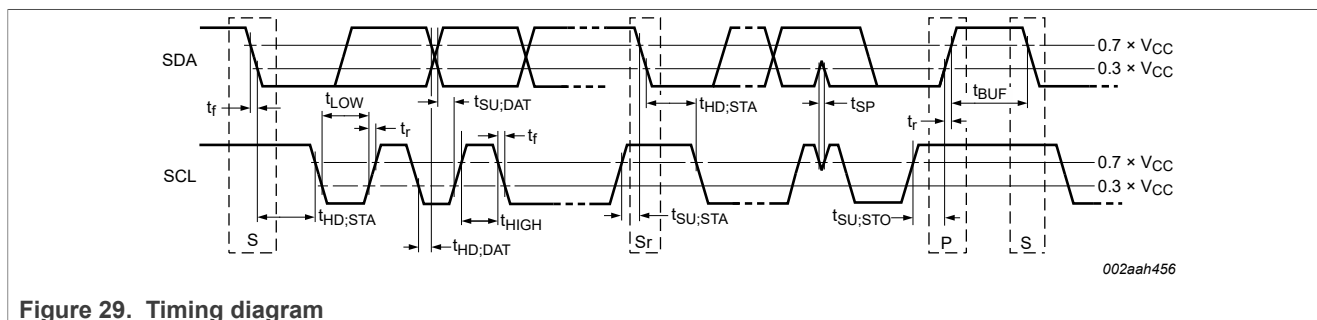 SDA
0.7 × VCC
0.3 × VCC
tf
tLOW
tr
tSU;DAT
tf
tHD;STA
tSP
tr
tBUF
SCL
0.7 × VCC
0.3 × VCC
tHD;STA
tHD;DAT
tHIGH
tSU;STA
tSU;STO
S
Sr
P
S
002aah456
Figure 29. Timing diagram